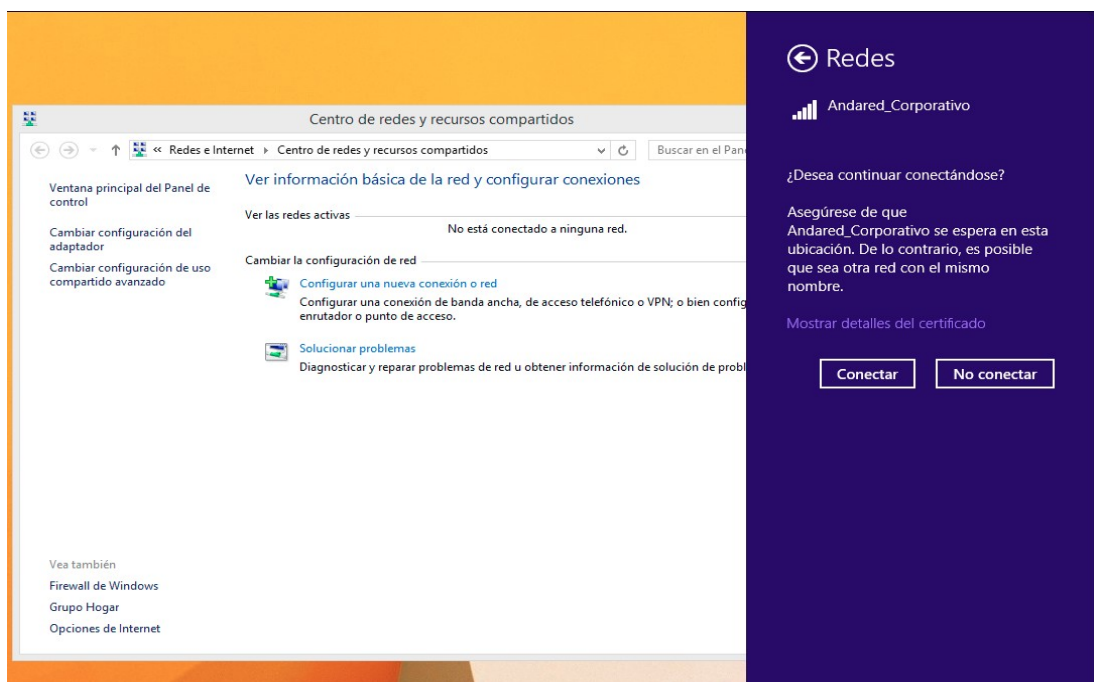 Centro de redes y recursos compartidos
« Redes e Internet Centro de redes y recursos compartidos
Buscar en el
Ventana principal del Panel de
control
Cambiar configuración del
adaptador
Cambiar configuración de uso
compartido avanzado
Vea también
Firewall de Windows
Grupo Hogar
Opciones de Internet
Ver información básica de la red y configurar conexiones
Ver las redes activas
No está conectado a ninguna red.
Cambiar la configuración de red
Configurar una nueva conexión o red
Configurar una conexión de banda ancha, de acceso telefónico o VPN; o bien
enrutador o punto de acceso.
Solucionar problemas
Diagnosticar y reparar problemas de red u obtener información de solución de
Redes
Andared_Corporativo
¿Desea continuar conectándose?
Asegúrese de que
Andared_Corporativo se espera en esta
ubicación. De lo contrario, es posible
que sea otra red con el mismo
nombre.
Mostrar detalles del certificado
Conectar
No conectar